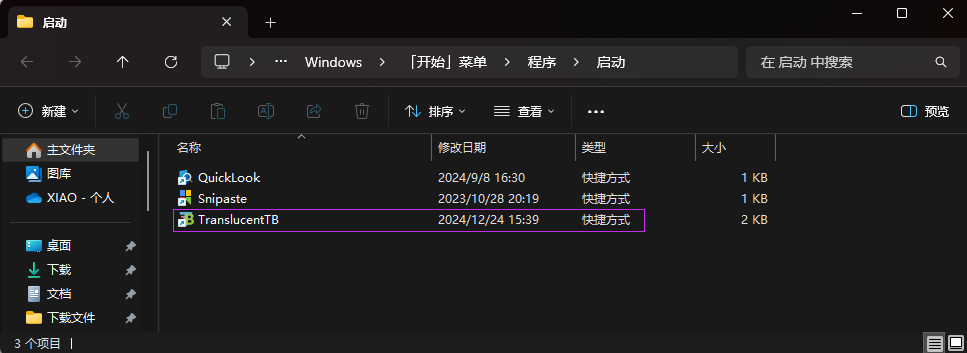 启动
Windows 「开始」菜单 程序 启动 在 启动 中搜索
新建 排序 查看 预览
名称 修改日期 类型 大小
主文件夹
图库
XIAO - 个人
桌面
下载
文档
下载文件
QuickLook 2024/9/8 16:30 快捷方式 1 KB
Snipaste 2023/10/28 20:19 快捷方式 1 KB
TranslucentTB 2024/12/24 15:39 快捷方式 2 KB
3 个项目